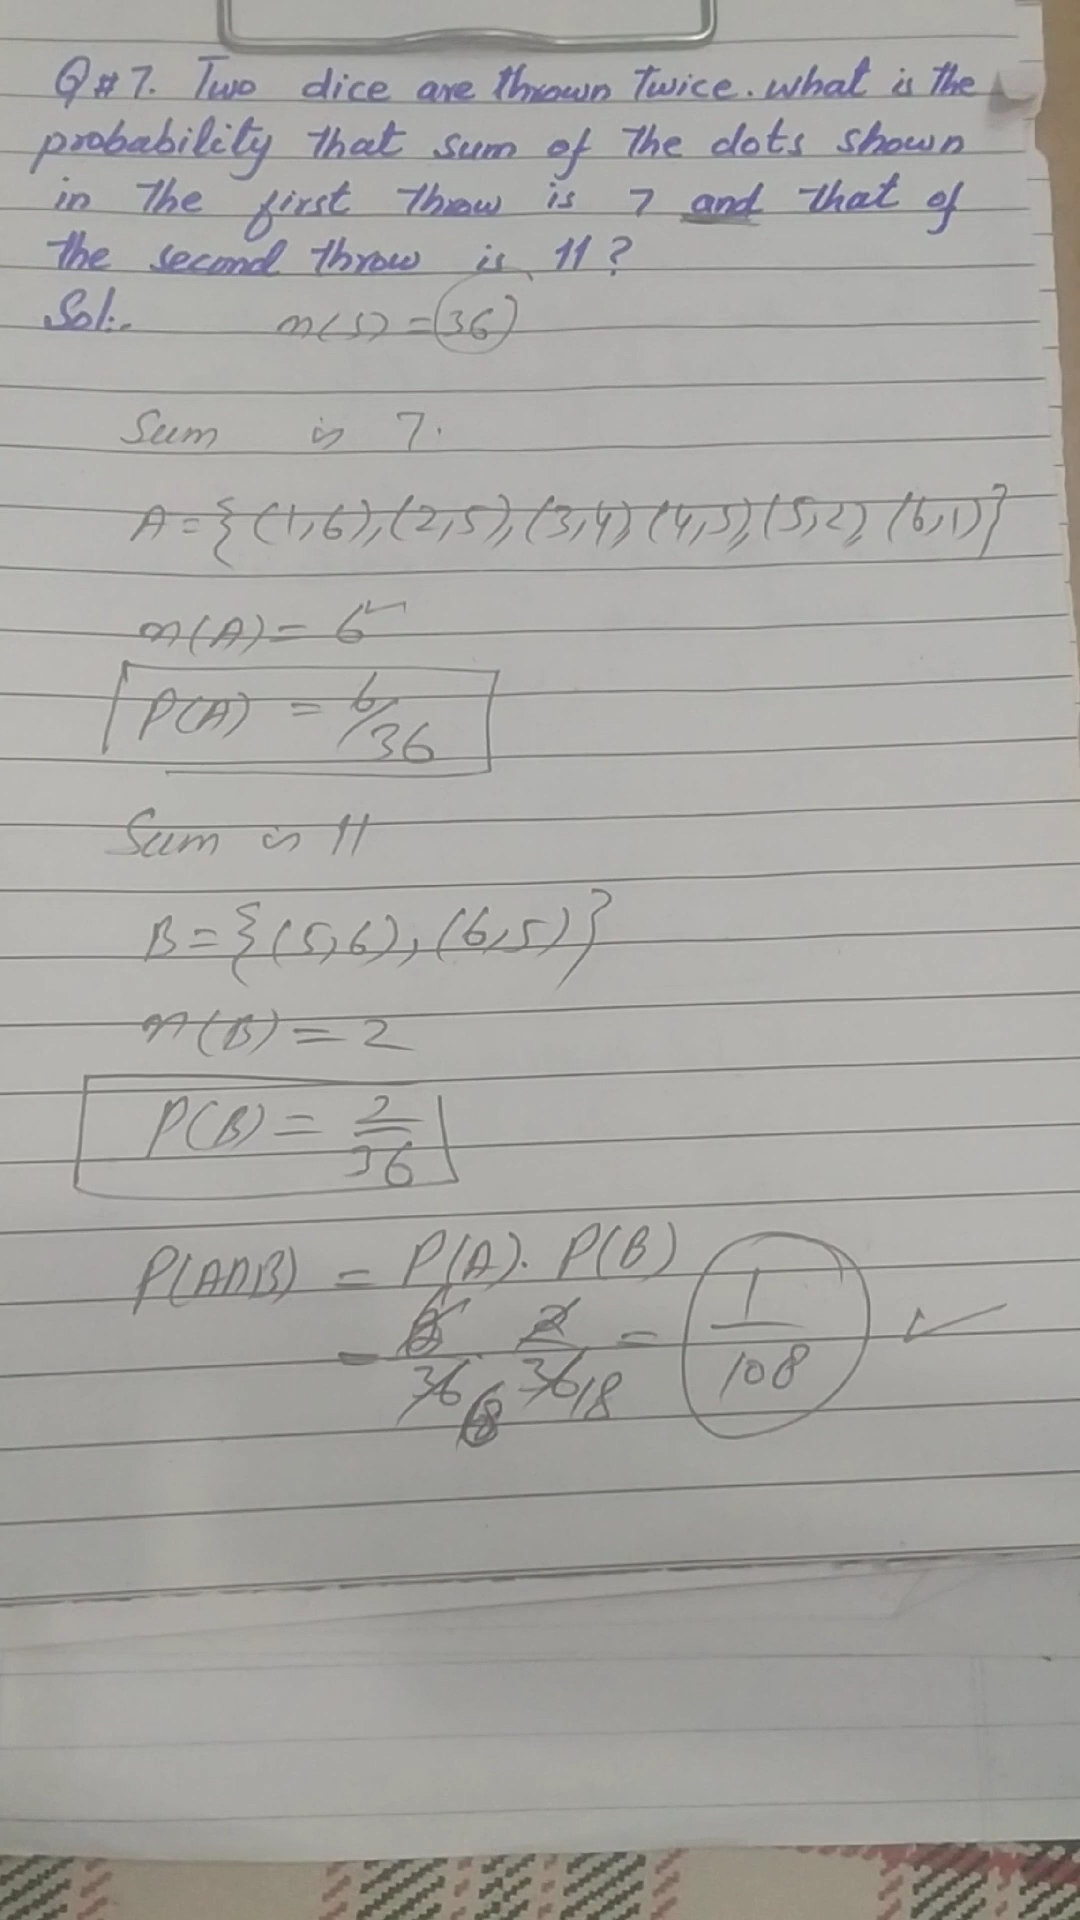 Q#7. Two dice are thrown Twice. what is the
probability that sum of the dots shown
in the first throw is 7 and that of
the second throw is 11?
Sol:.
n(S) = 36
Sum is 7.
A = {(1,6),(2,5),(3,4),(4,3),(5,2),(6,1)}
n(A) = 6
P(A) = 6/36
Sum is 11
B = {(5,6),(6,5)}
n(B) = 2
P(B) = 2/36
P(A∩B) = P(A). P(B)
= 6/36 6 . 2/36 18 = 1/108 ✓